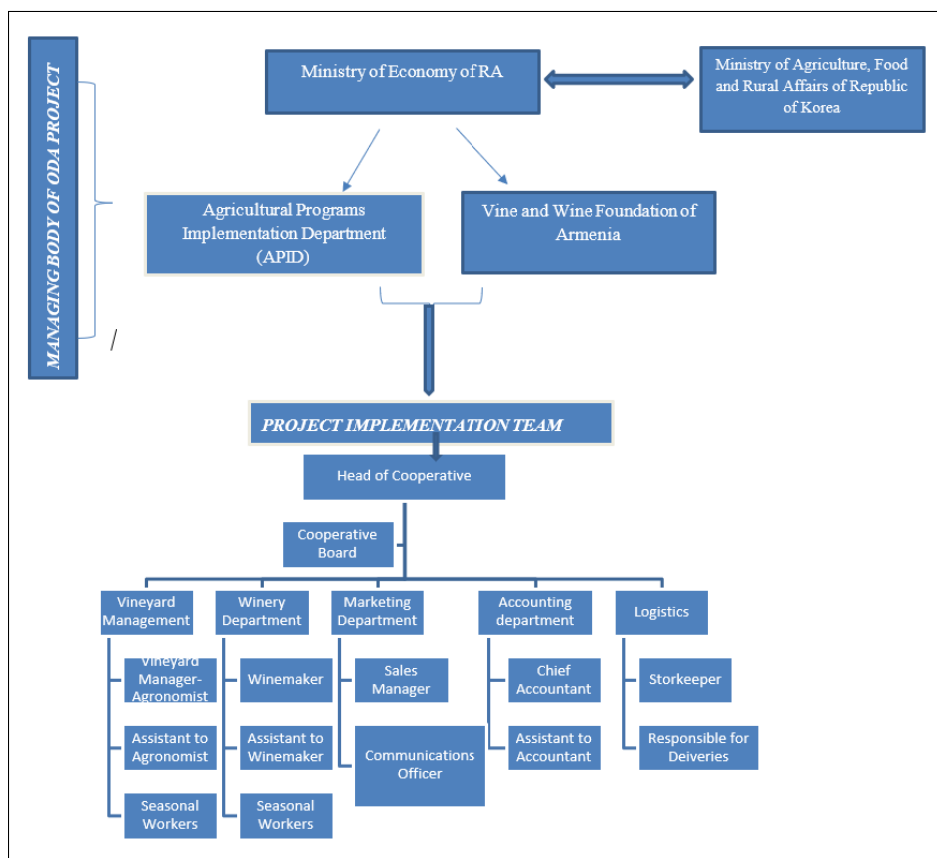 MANAGING BODY OF ODA PROJECT
Ministry of Economy of RA
Ministry of Agriculture, Food
and Rural Affairs of Republic
of Korea
Agricultural Programs
Implementation Department
(APID)
Vine and Wine Foundation of
Armenia
/
PROJECT IMPLEMENTATION TEAM
Head of Cooperative
Cooperative
Board
Vineyard
Management
Vineyard
Manager-
Agronomist
Assistant to
Agronomist
Seasonal
Workers
Winery
Department
Winemaker
Assistant to
Winemaker
Seasonal
Workers
Marketing
Department
Sales
Manager
Communications
Officer
Accounting
department
Chief
Accountant
Assistant to
Accountant
Logistics
Storkeeper
Responsible for
Deiveries